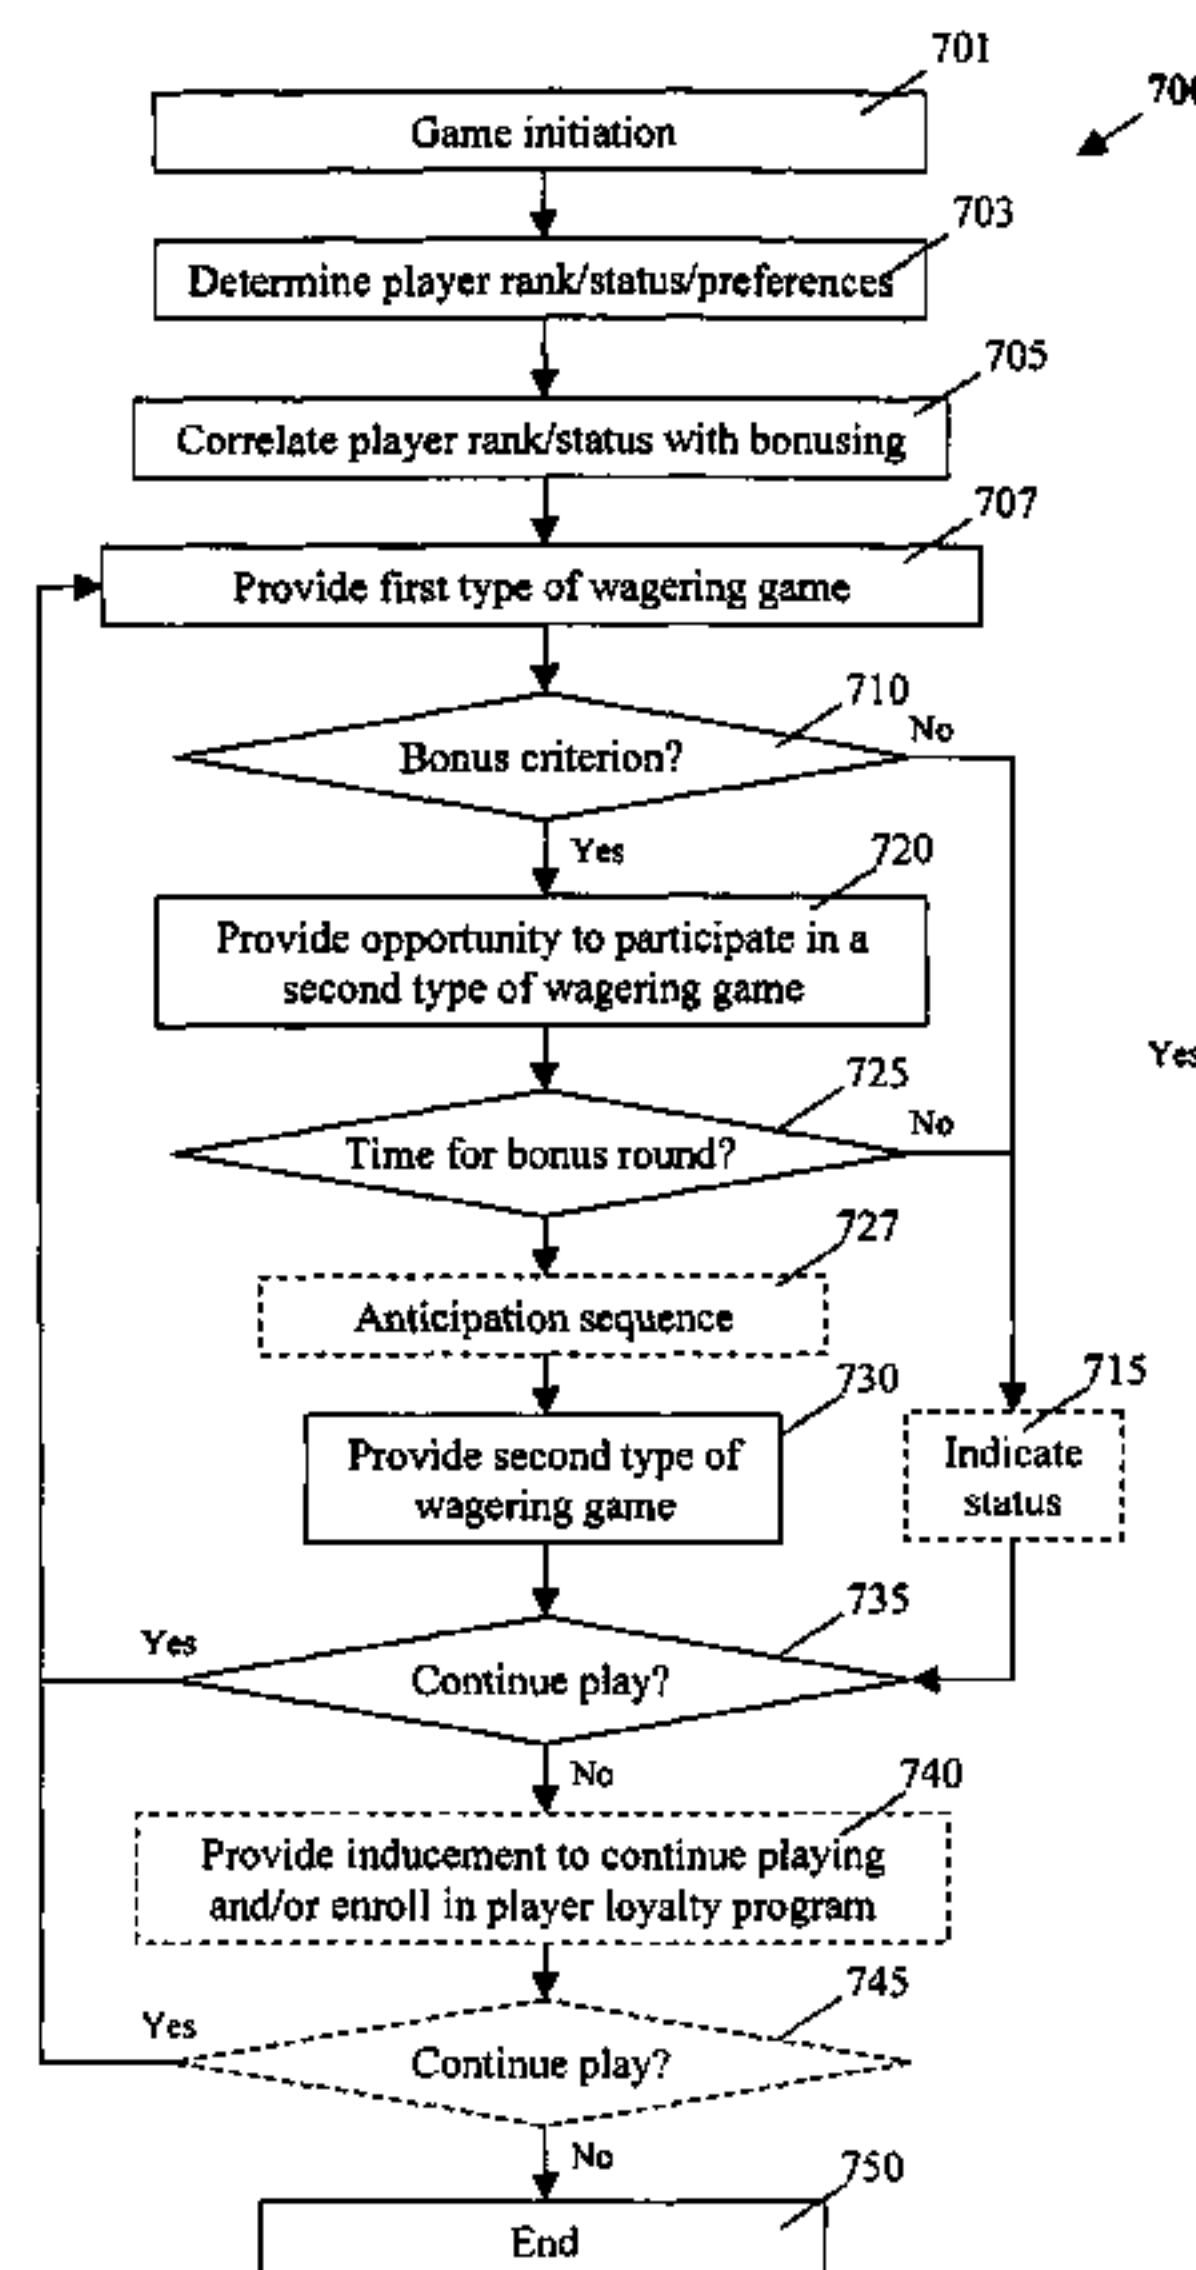 701
700
Game initiation
703
Determine player rank/status/preferences
705
Correlate player rank/status with bonusing
707
Provide first type of wagering game
710
No
Bonus criterion?
Yes
720
Provide opportunity to participate in a
second type of wagering game
Yes
725
No
Time for bonus round?
727
Anticipation sequence
715
730
Indicate
status
Provide second type of
wagering game
735
Yes
Continue play?
No
740
Provide inducement to continue playing
and/or enroll in player loyalty program
745
Yes
Continue play?
No
750
End